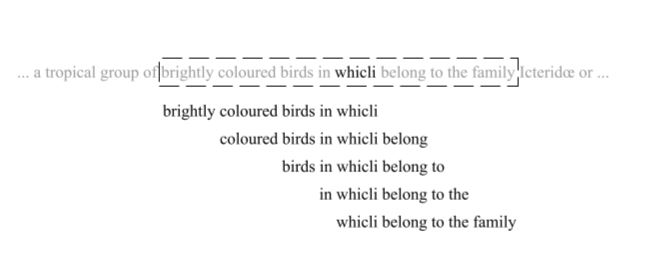 ... a tropical group of brightly coloured birds in whicli belong to the family Icteridœ or ...
brightly coloured birds in whicli
coloured birds in whicli belong
birds in whicli belong to
in whicli belong to the
whicli belong to the family